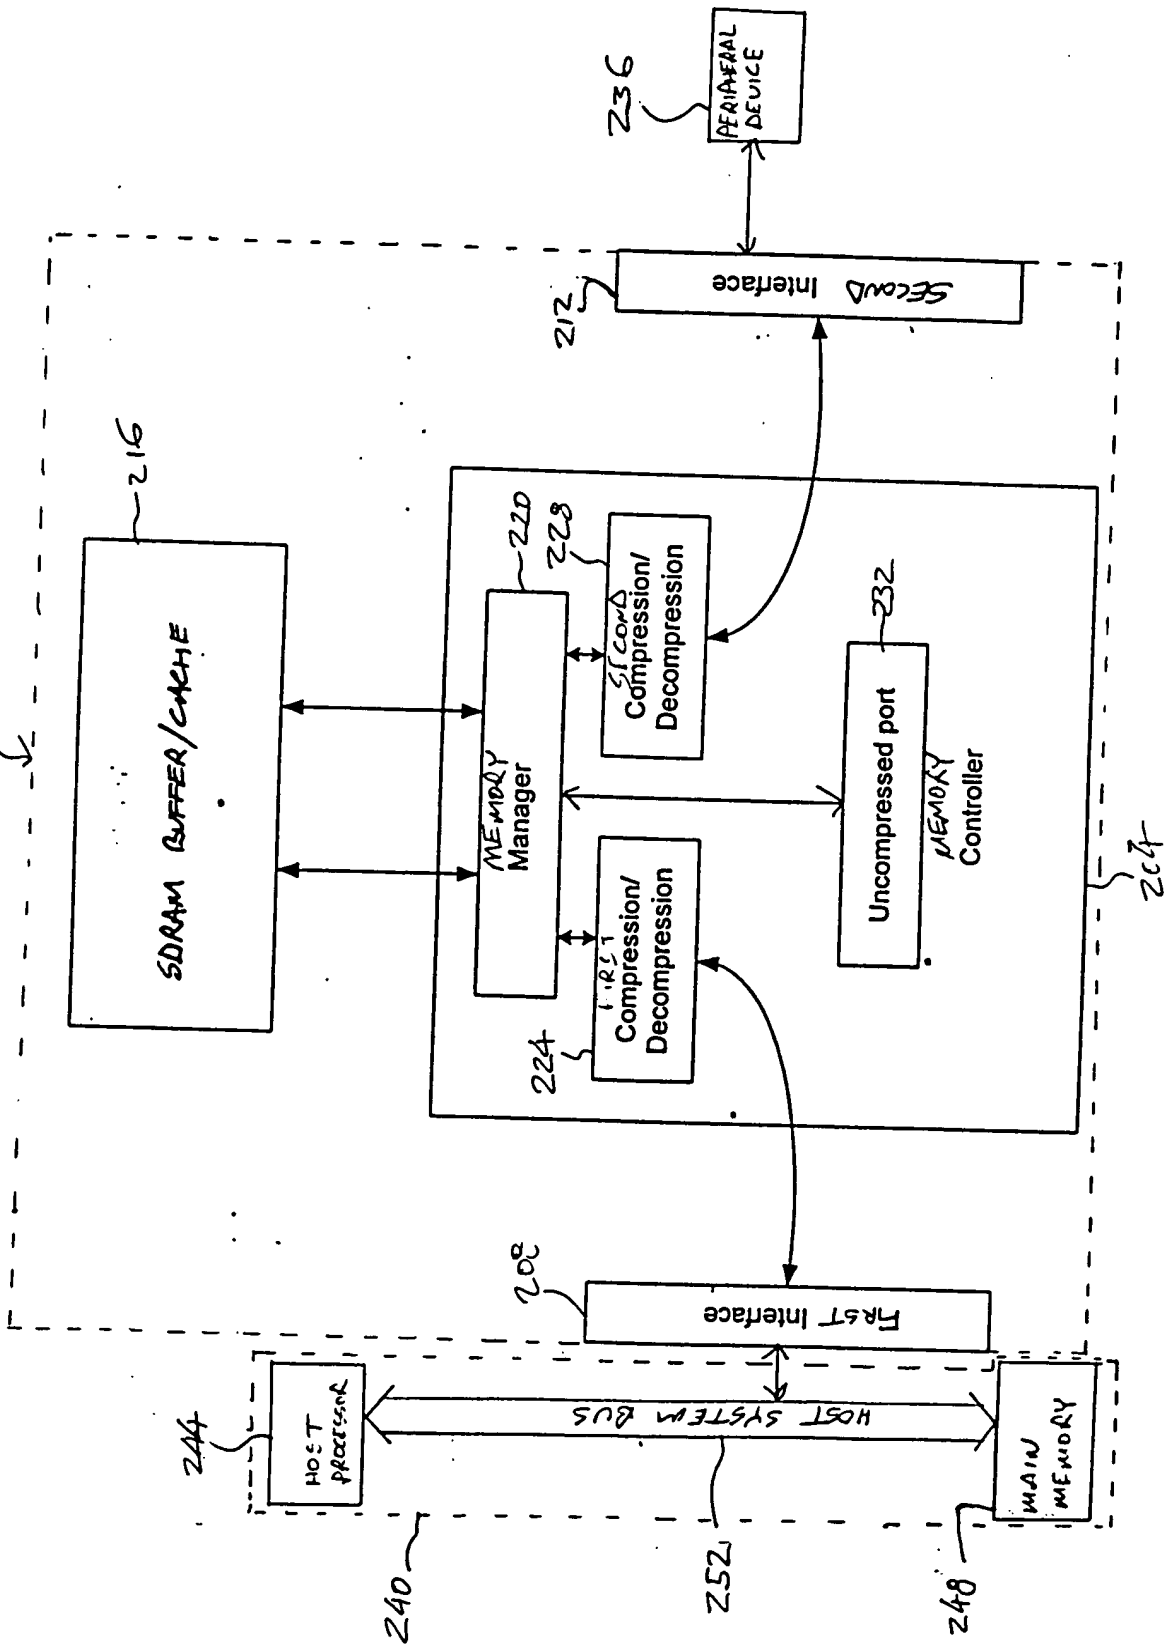 236
PERIPHERAL
DEVICE
212
SECOND Interface
216
SDRAM BUFFER/CACHE
220
MEMORY
Manager
228
SECOND
Compression/
Decompression
224
FIRST
Compression/
Decompression
232
Uncompressed port
MEMORY
Controller
204
FIRST Interface
244
HOST
PROCESSOR
HOST SYSTEM BUS
240
252
248
MAIN
MEMORY